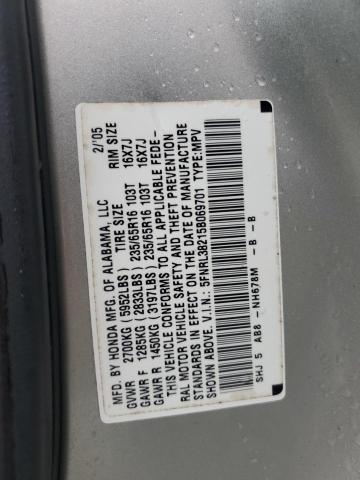 MFD. BY HONDA MFG. OF ALABAMA, LLC 2/'05
TIRE SIZE RIM SIZE
GVWR 2700KG (5952LBS)
GAWR F 1285KG (2833LBS) 235/65R16 103T 16X7J
GAWR R 1450KG (3197LBS) 235/65R16 103T 16X7J
THIS VEHICLE CONFORMS TO ALL APPLICABLE FEDE-
RAL MOTOR VEHICLE SAFETY AND THEFT PREVENTION
STANDARDS IN EFFECT ON THE DATE OF MANUFACTURE
SHOWN ABOVE. V.I.N.: 5FNRL38215B069701 TYPE:MPV
SHJ 5 AB8 -NH678M - B - B